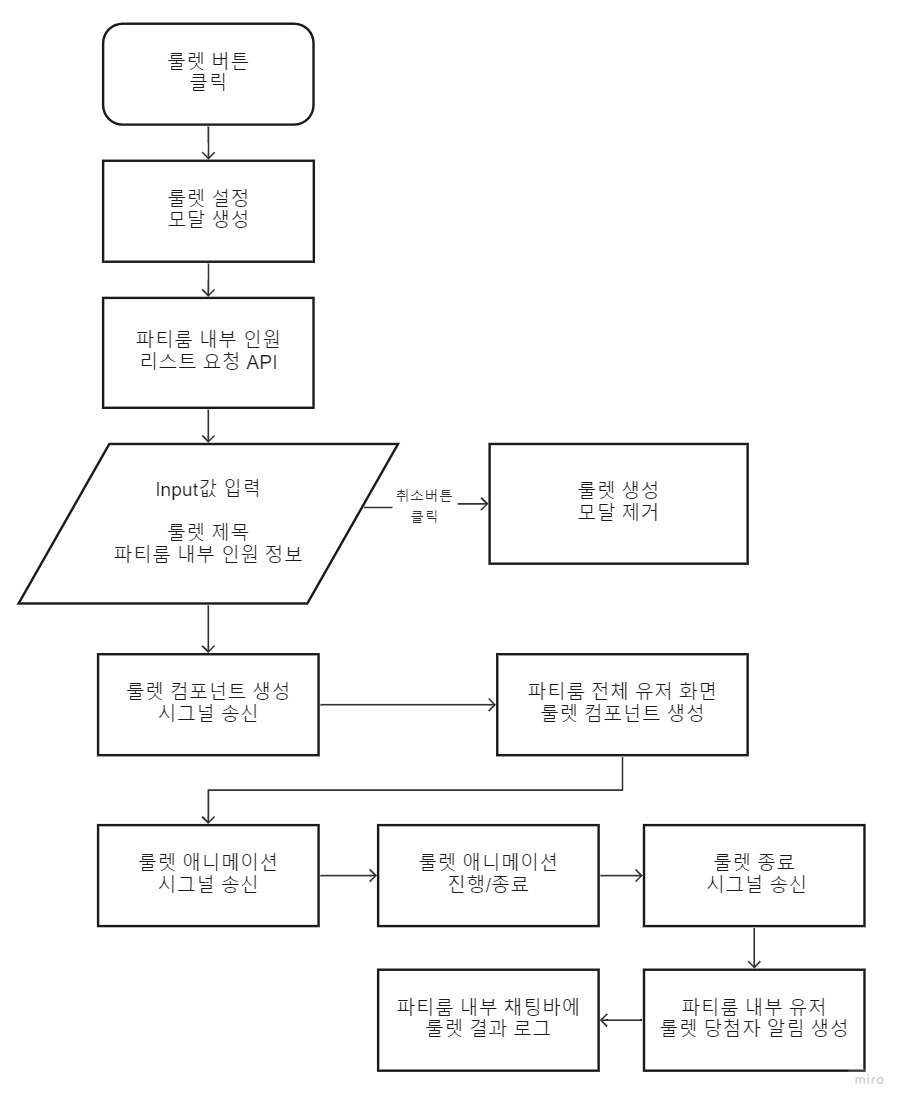 룰렛 버튼
클릭
룰렛 설정
모달 생성
파티룸 내부 인원
리스트 요청 API
Input값 입력
룰렛 제목
파티룸 내부 인원 정보
취소버튼
클릭
룰렛 생성
모달 제거
룰렛 컴포넌트 생성
시그널 송신
파티룸 전체 유저 화면
룰렛 컴포넌트 생성
룰렛 애니메이션
시그널 송신
룰렛 애니메이션
진행/종료
룰렛 종료
시그널 송신
파티룸 내부 유저
룰렛 당첨자 알림 생성
파티룸 내부 채팅바에
룰렛 결과 로그
miro